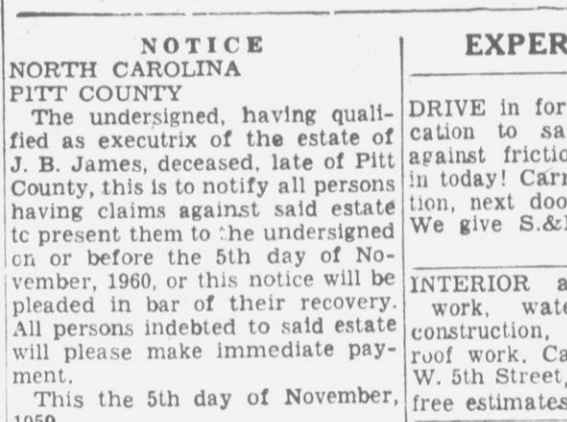 NOTICE
NORTH CAROLINA
PITT COUNTY
The undersigned, having quali-
fied as executrix of the estate of
J. B. James, deceased, late of Pitt
County, this is to notify all persons
having claims against said estate
tc present them to the undersigned
on or before the 5th day of No-
vember, 1960, or this notice will be
pleaded in bar of their recovery.
All persons indebted to said estate
will please make immediate pay-
ment.
This the 5th day of November,
1959
EXPER
DRIVE in for
cation to sa
against frictio
in today! Carr
tion, next doo
We give S.&
INTERIOR a
work, wate
construction,
roof work. Ca
W. 5th Street,
free estimates